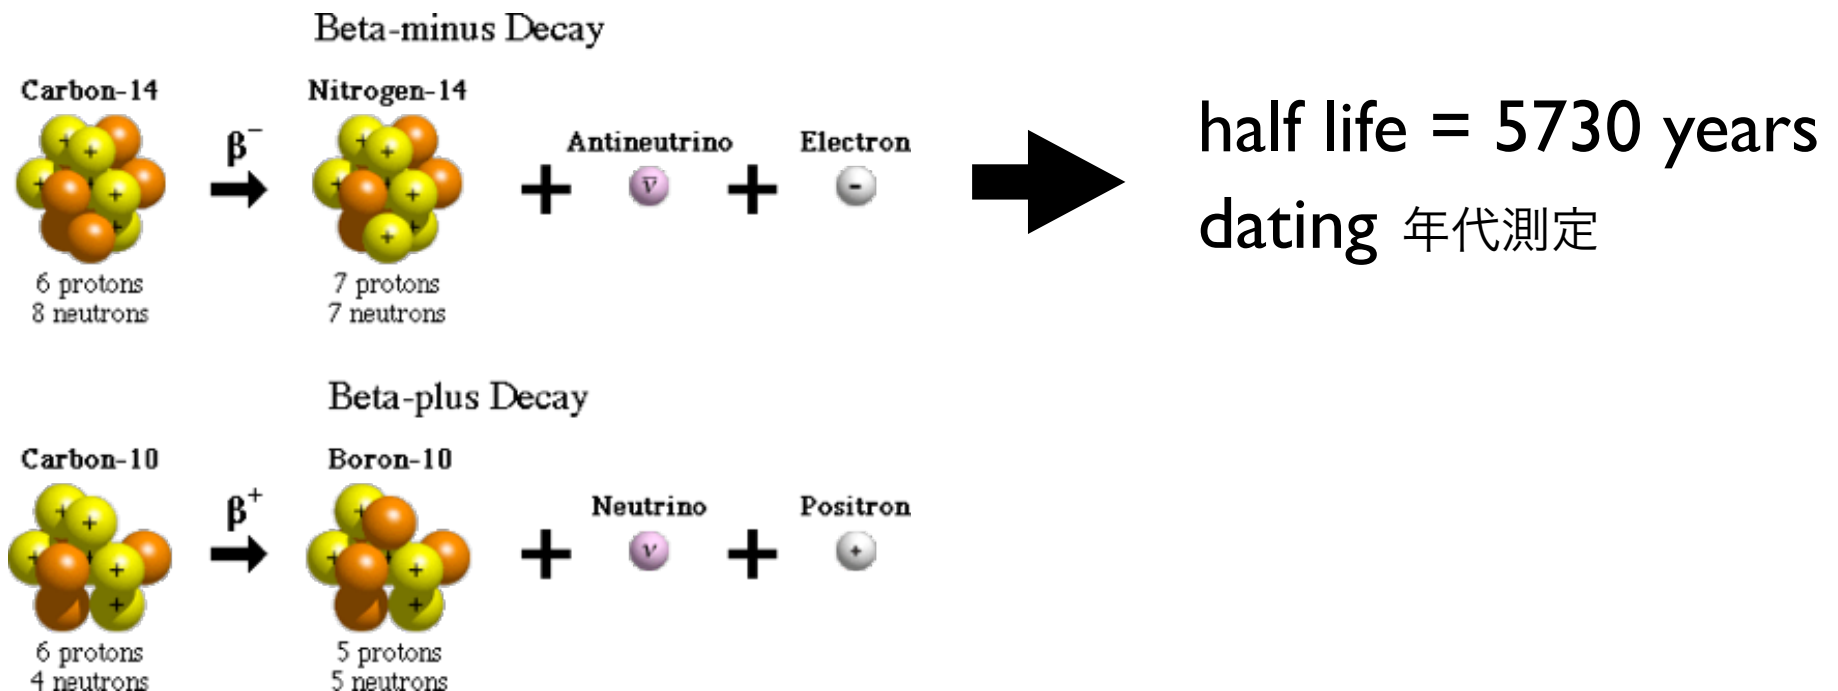 Beta-minus Decay
Carbon-14
Nitrogen-14
β⁻
Antineutrino
Electron
+
ν̄
+
-
6 protons
8 neutrons
7 protons
7 neutrons
half life = 5730 years
dating 年代測定
Beta-plus Decay
Carbon-10
Boron-10
β⁺
Neutrino
Positron
+
ν
+
+
6 protons
4 neutrons
5 protons
5 neutrons